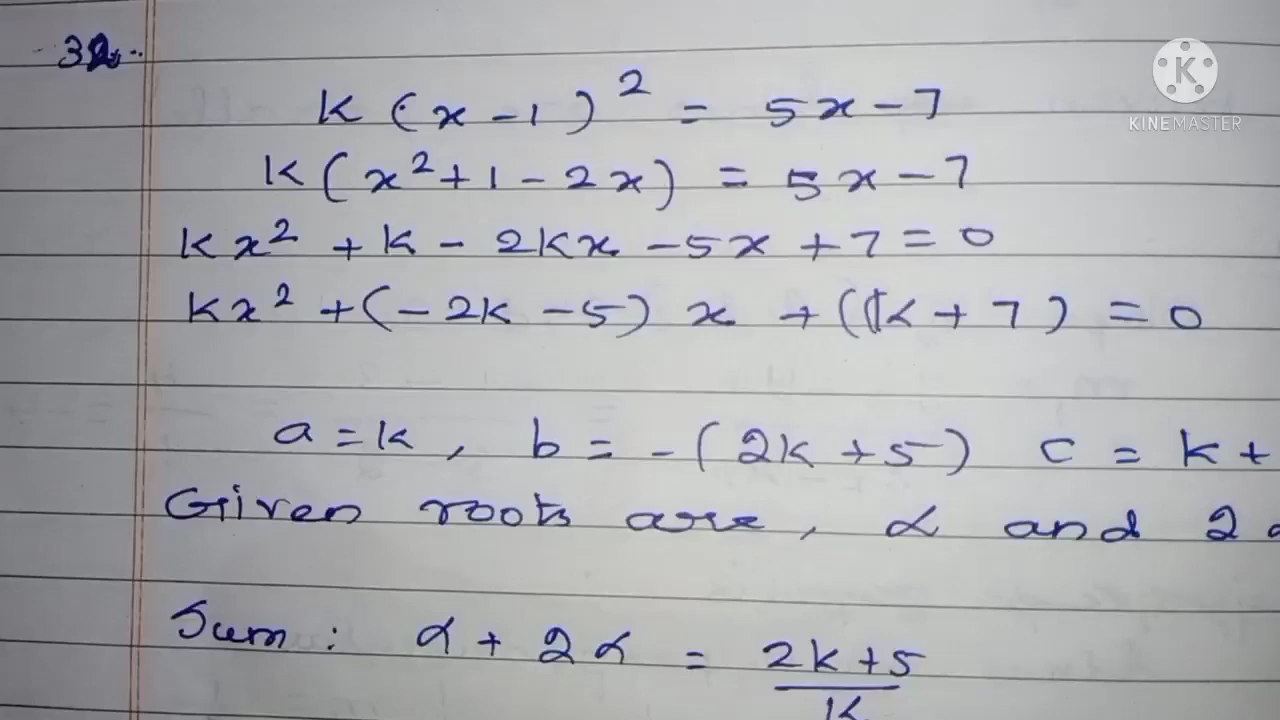 32.
K
KINEMASTER
k (x - 1)² = 5x - 7
k (x² + 1 - 2x) = 5x - 7
kx² + k - 2kx - 5x + 7 = 0
kx² + (-2k - 5) x + (k + 7) = 0
a = k, b = -(2k + 5) c = k +
Given roots are, α and 2
Sum: α + 2α = 2k + 5
k